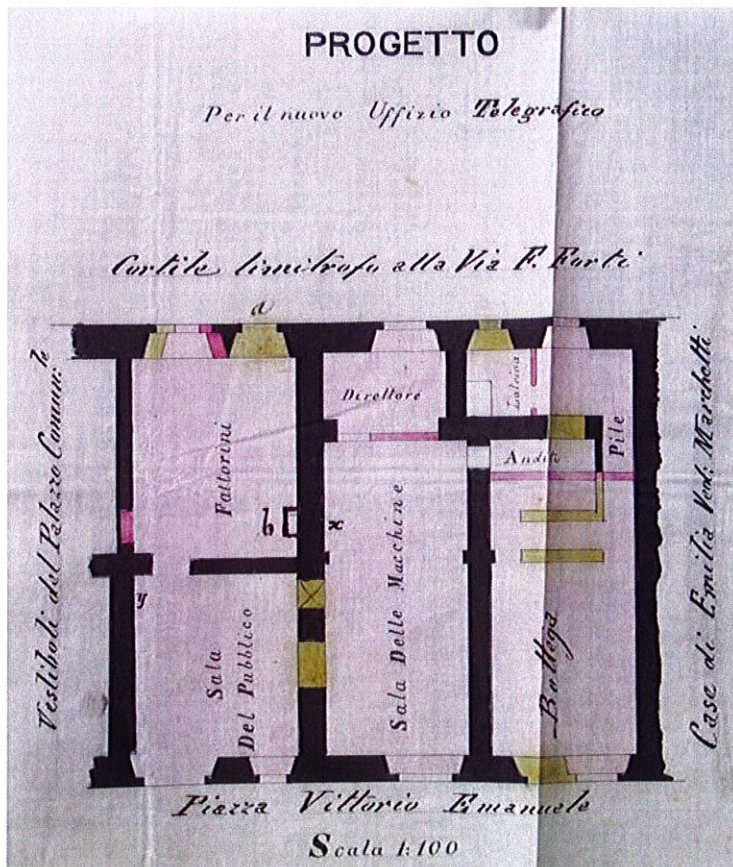 PROGETTO
Per il nuovo Uffizio Telegrafico
Cortile limitrofo alla Via F. Forti
a
Vestiboli del Palazzo Comun.e
Fattorini
Direttore
Latrina
Pile
Andito
b
x
y
Sala
Del Pubblico
Sala Delle Macchine
Bottega
Case di Emilia Ved: Marchetti
Piazza Vittorio Emanuele
Scala 1:100